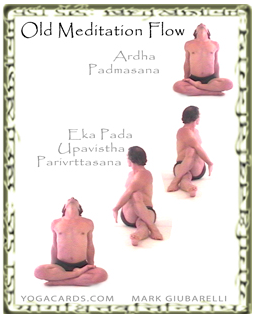 Old Meditation Flow
Ardha
Padmasana
Eka Pada
Upavistha
Parivrttasana
YOGACARDS.COM MARK GIUBARELLI